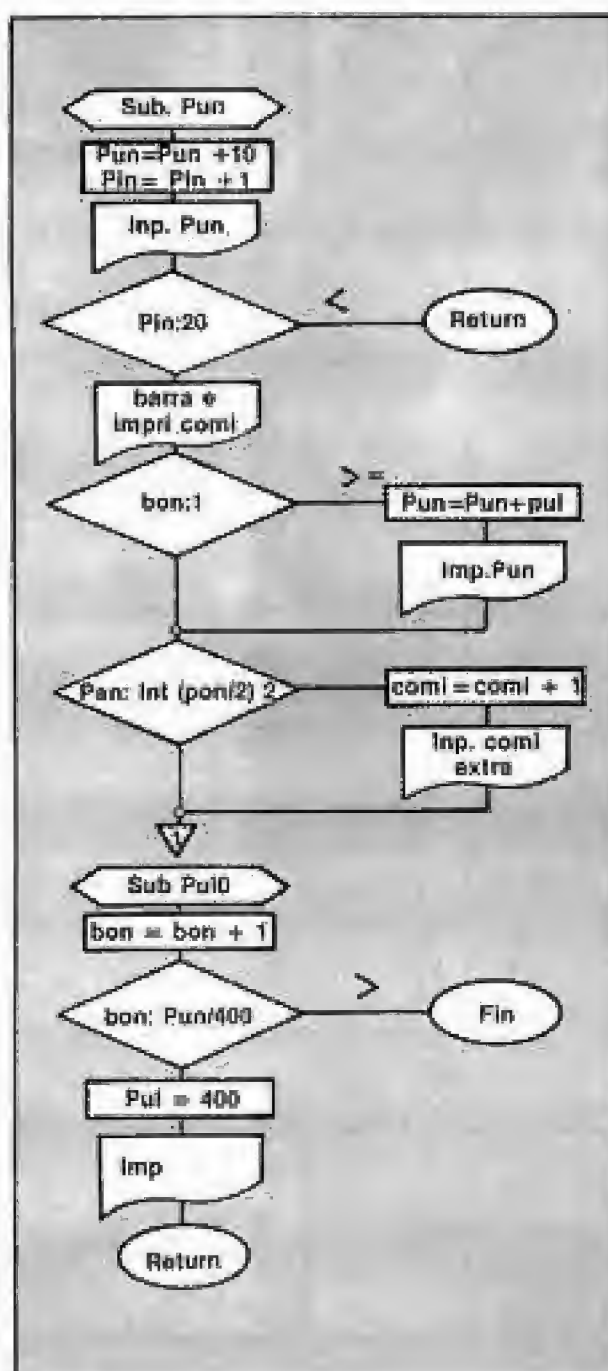 Sub. Pun
Pun=Pun +10
Pin= Pin + 1
Inp. Pun
Pin:20
<
Return
barra e
impri comi
bon:1
>=
Pun=Pun+pul
Imp.Pun
Pan: Int (pon/2) 2
comi=comi + 1
Inp. comi
extra
1
Sub Pul0
bon = bon + 1
bon: Pun/400
>
Fin
Pul = 400
Imp
Return